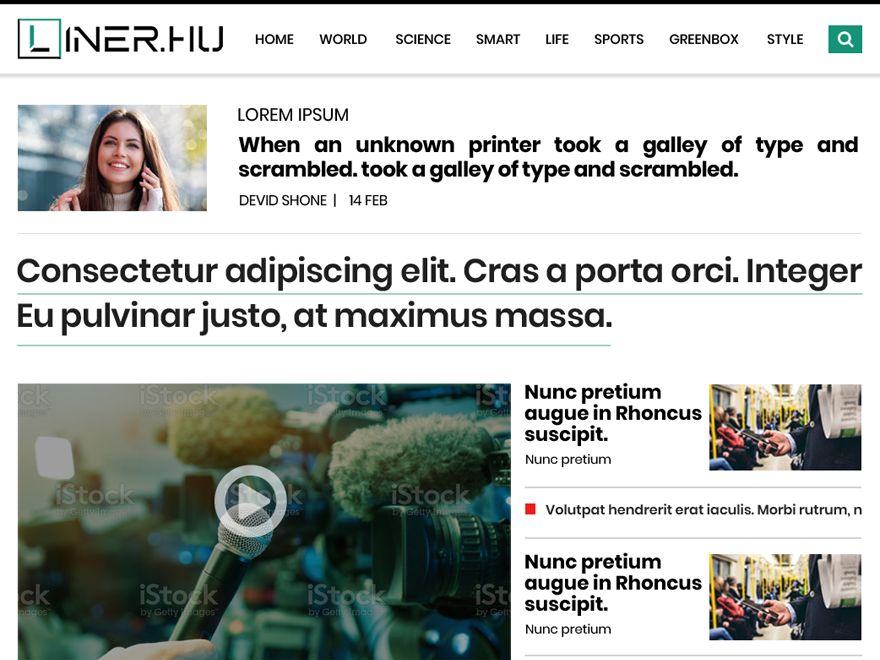 LINER.HU
HOME WORLD SCIENCE SMART LIFE SPORTS GREENBOX STYLE
LOREM IPSUM
When an unknown printer took a galley of type and
scrambled. took a galley of type and scrambled.
DEVID SHONE | 14 FEB
Consectetur adipiscing elit. Cras a porta orci. Integer
Eu pulvinar justo, at maximus massa.
iStock
by Getty Images
Nunc pretium
augue in Rhoncus
suscipit.
Nunc pretium
Volutpat hendrerit erat iaculis. Morbi rutrum, n
Nunc pretium
augue in Rhoncus
suscipit.
Nunc pretium